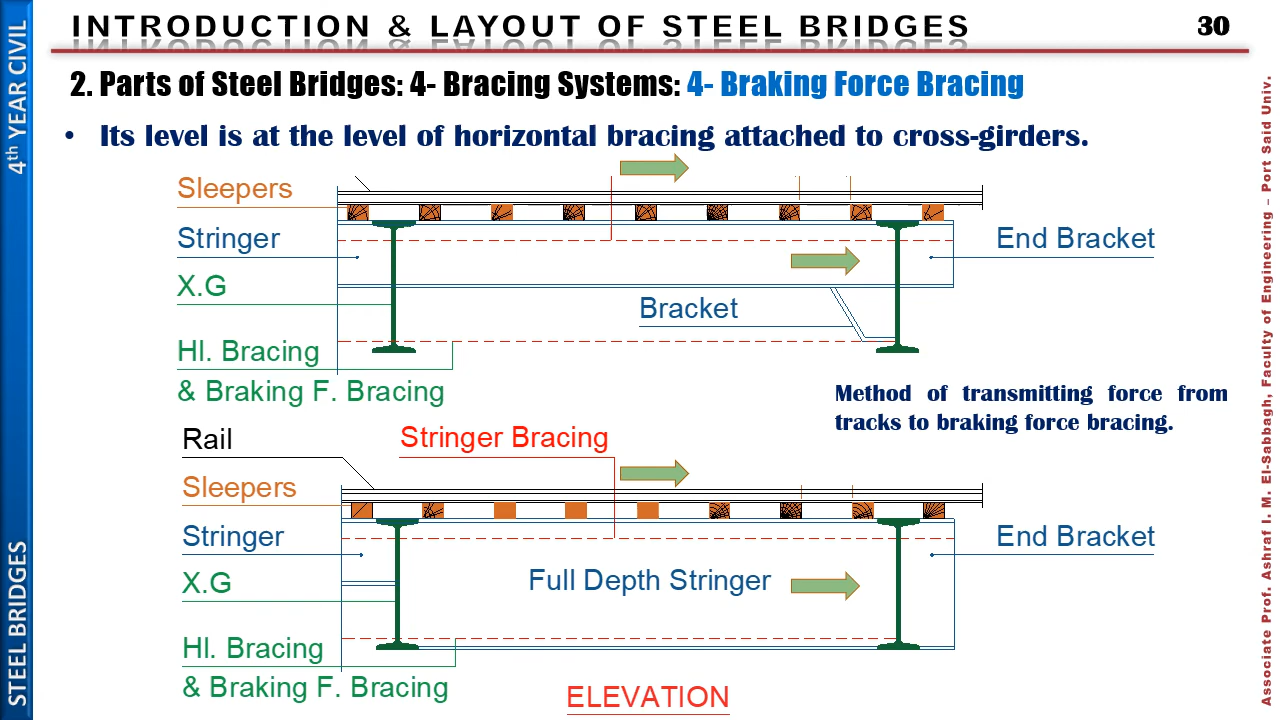 INTRODUCTION & LAYOUT OF STEEL BRIDGES
30
2. Parts of Steel Bridges: 4- Bracing Systems: 4- Braking Force Bracing
• Its level is at the level of horizontal bracing attached to cross-girders.
Sleepers
Stringer
End Bracket
X.G
Bracket
Hl. Bracing
& Braking F. Bracing
Method of transmitting force from
tracks to braking force bracing.
Rail
Stringer Bracing
Sleepers
Stringer
End Bracket
X.G
Full Depth Stringer
Hl. Bracing
& Braking F. Bracing
ELEVATION
4th YEAR CIVIL
STEEL BRIDGES
Associate Prof. Ashraf I. M. El-Sabbagh, Faculty of Engineering – Port Said Univ.